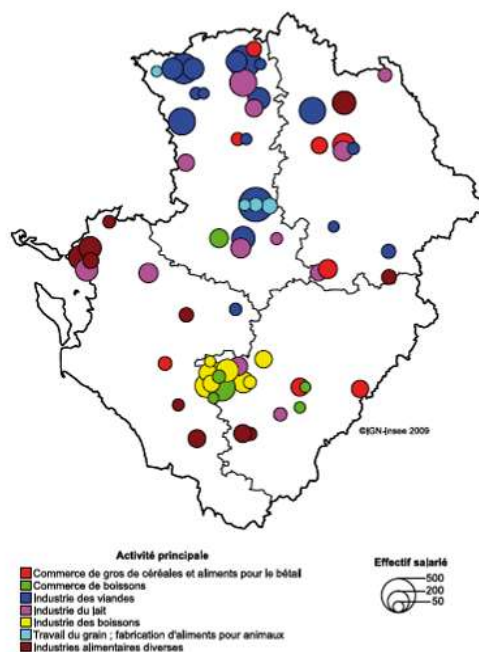 ©IGN-Insee 2009
Activité principale
Commerce de gros de céréales et aliments pour le bétail
Commerce de boissons
Industrie des viandes
Industrie du lait
Industrie des boissons
Travail du grain ; fabrication d'aliments pour animaux
Industries alimentaires diverses
Effectif salarié
500
200
50